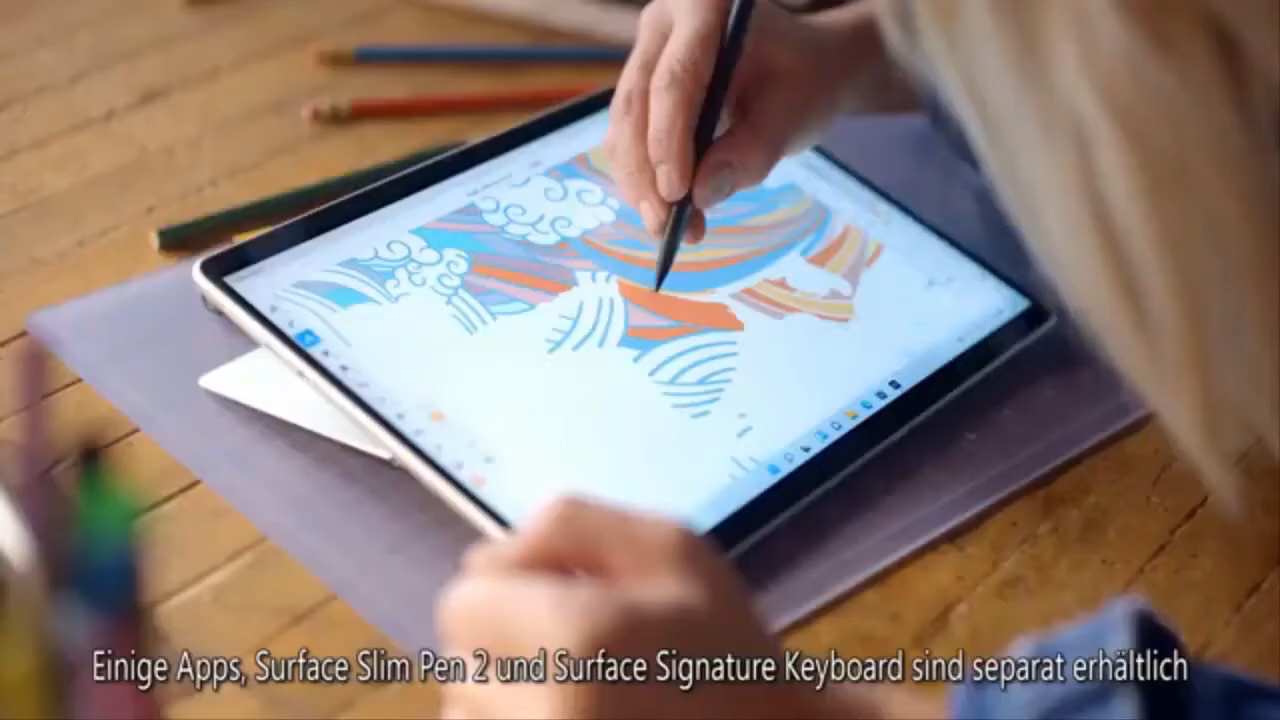 Einige Apps, Surface Slim Pen 2 und Surface Signature Keyboard sind separat erhältlich